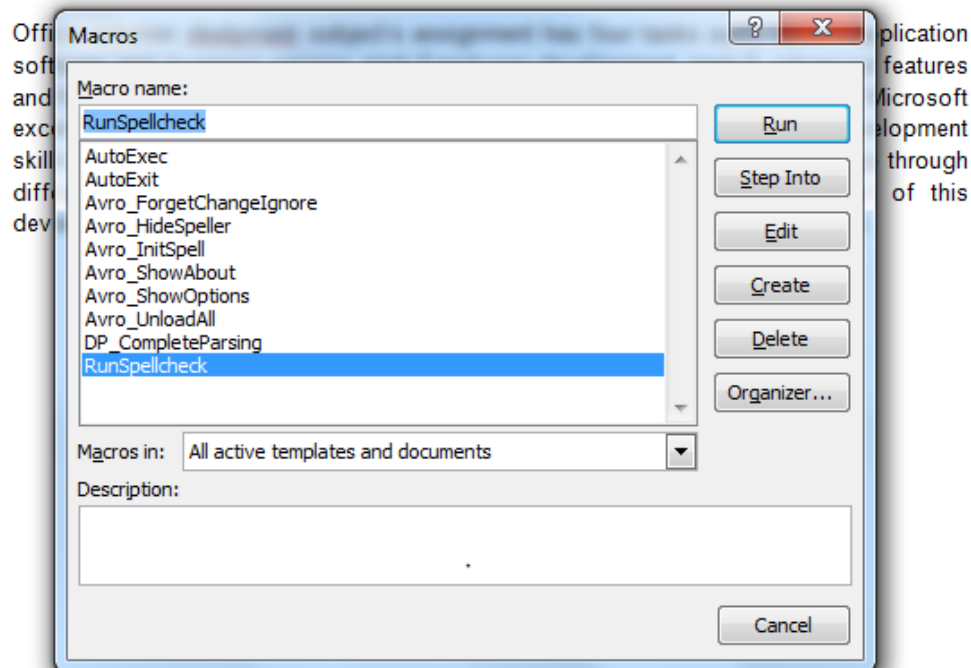 Offi
plication
Macros
soft
features
and
Microsoft
exc
elopment
skill
through
diff
of this
dev
Macro name:
RunSpellcheck
AutoExec
AutoExit
Avro_ForgetChangeIgnore
Avro_HideSpeller
Avro_InitSpell
Avro_ShowAbout
Avro_ShowOptions
Avro_UnloadAll
DP_CompleteParsing
RunSpellcheck
Run
Step Into
Edit
Create
Delete
Organizer...
Macros in: All active templates and documents
Description:
.
Cancel